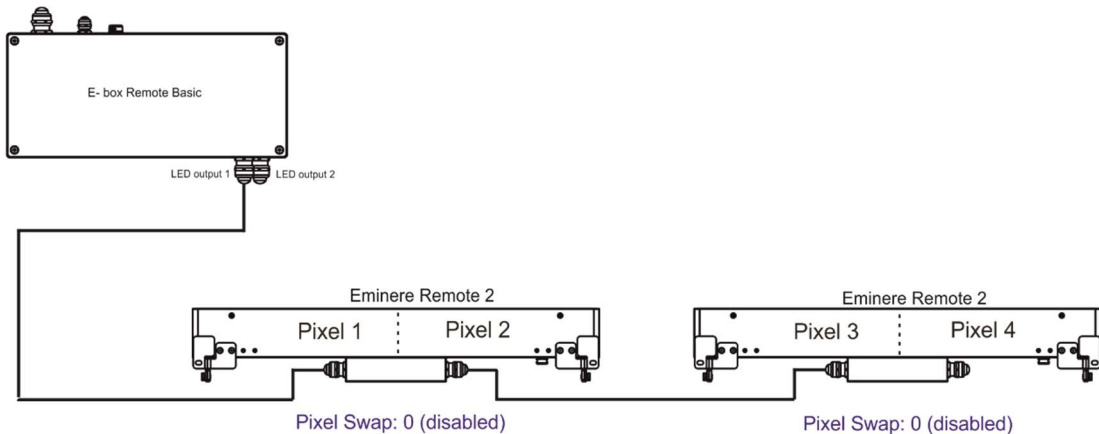 E- box Remote Basic
LED output 1
LED output 2
Eminere Remote 2
Pixel 1
Pixel 2
Pixel Swap: 0 (disabled)
Eminere Remote 2
Pixel 3
Pixel 4
Pixel Swap: 0 (disabled)